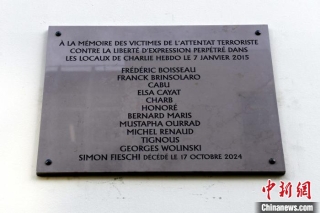 À LA MÉMOIRE DES VICTIMES DE L'ATTENTAT TERRORISTE
CONTRE LA LIBERTÉ D'EXPRESSION PERPÉTRÉ DANS
LES LOCAUX DE CHARLIE HEBDO LE 7 JANVIER 2015
FRÉDÉRIC BOISSEAU
FRANCK BRINSOLARO
CABU
ELSA CAYAT
CHARB
HONORÉ
BERNARD MARIS
MUSTAPHA OURRAD
MICHEL RENAUD
TIGNOUS
GEORGES WOLINSKI
SIMON FIESCHI DÉCÉDÉ LE 17 OCTOBRE 2024
中新网
Chinanews.com